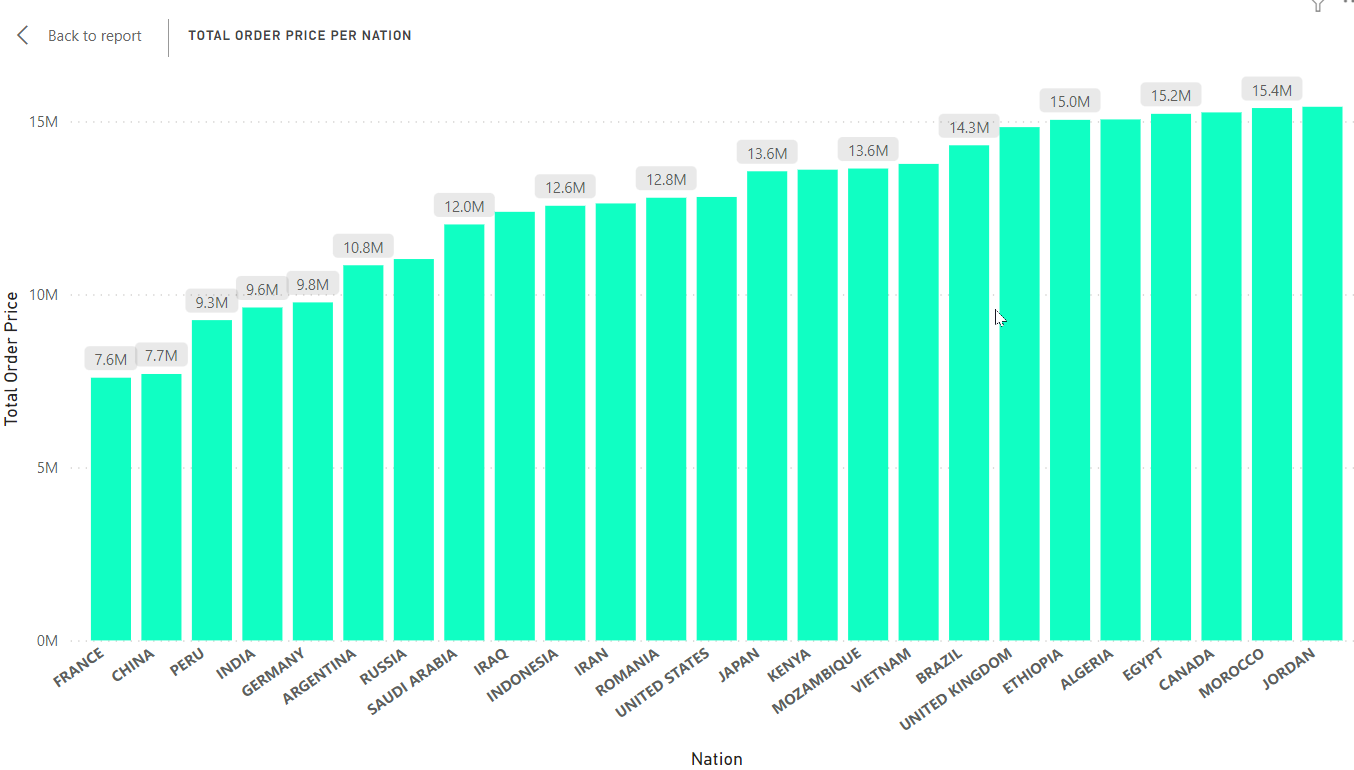 Back to report
TOTAL ORDER PRICE PER NATION
Total Order Price
15M
10M
5M
0M
7.6M
7.7M
9.3M
9.6M
9.8M
10.8M
12.0M
12.6M
12.8M
13.6M
13.6M
14.3M
15.0M
15.2M
15.4M
FRANCE
CHINA
PERU
INDIA
GERMANY
ARGENTINA
RUSSIA
SAUDI ARABIA
IRAQ
INDONESIA
IRAN
ROMANIA
UNITED STATES
JAPAN
KENYA
MOZAMBIQUE
VIETNAM
BRAZIL
UNITED KINGDOM
ETHIOPIA
ALGERIA
EGYPT
CANADA
MOROCCO
JORDAN
Nation